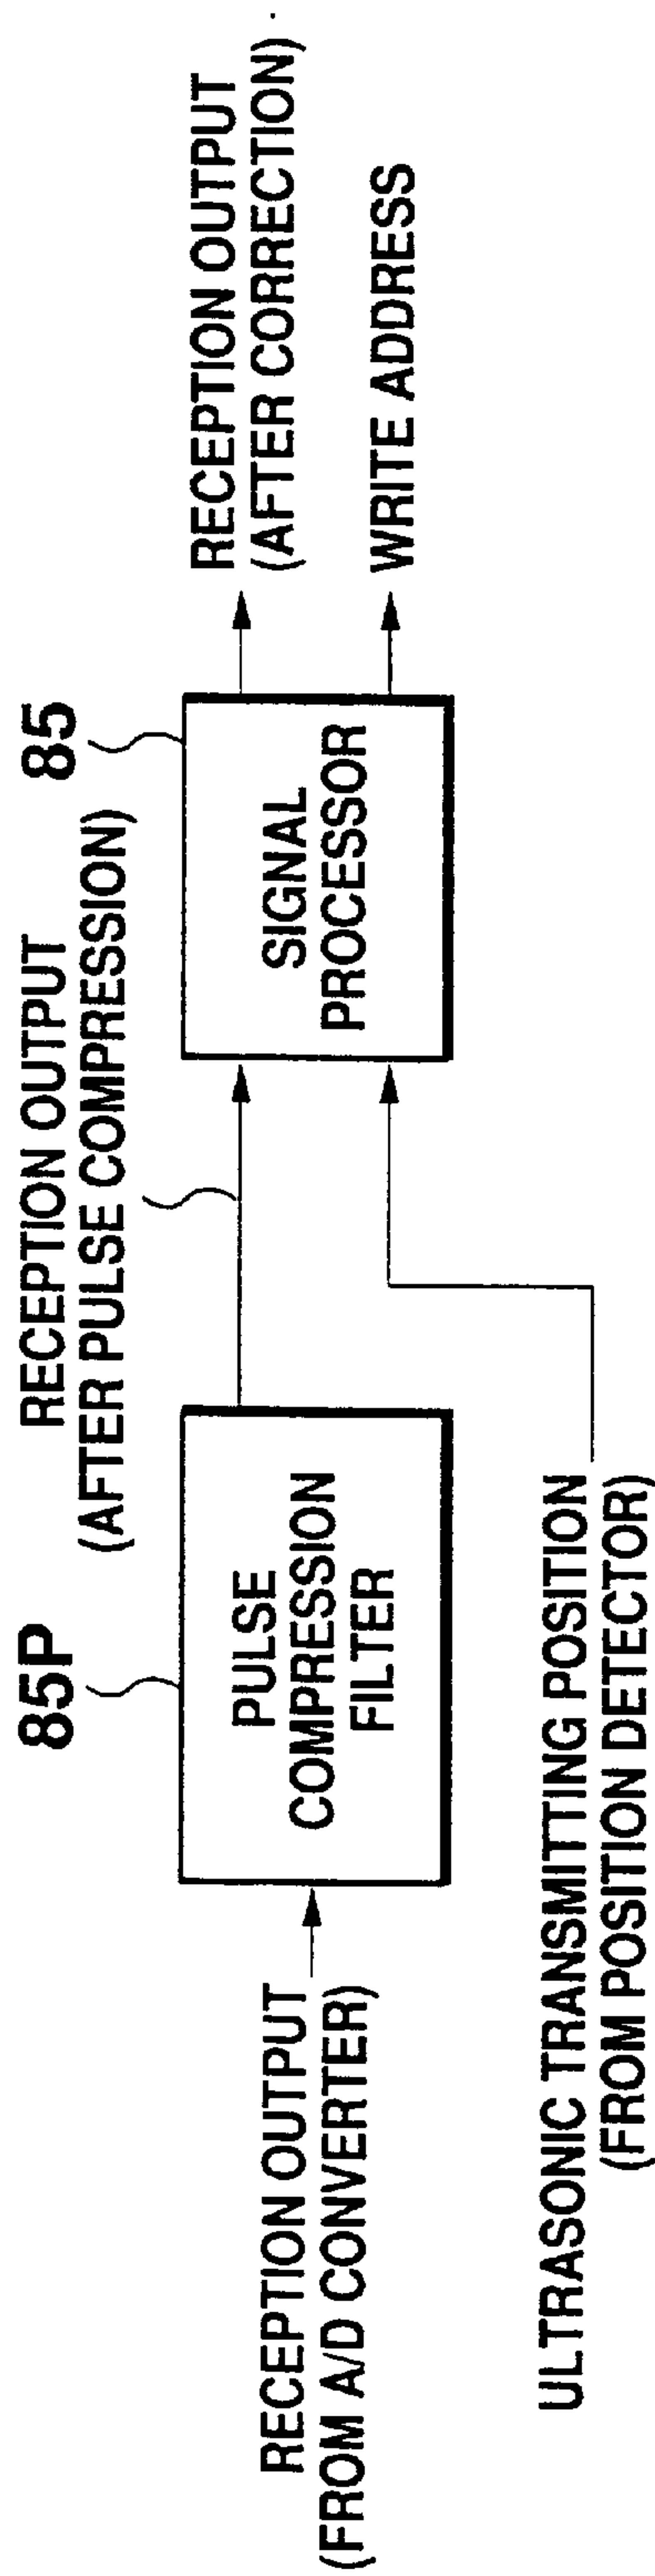 RECEPTION OUTPUT
(FROM A/D CONVERTER)
85P
PULSE
COMPRESSION
FILTER
RECEPTION OUTPUT
(AFTER PULSE COMPRESSION)
ULTRASONIC TRANSMITTING POSITION
(FROM POSITION DETECTOR)
85
SIGNAL
PROCESSOR
RECEPTION OUTPUT
(AFTER CORRECTION)
WRITE ADDRESS